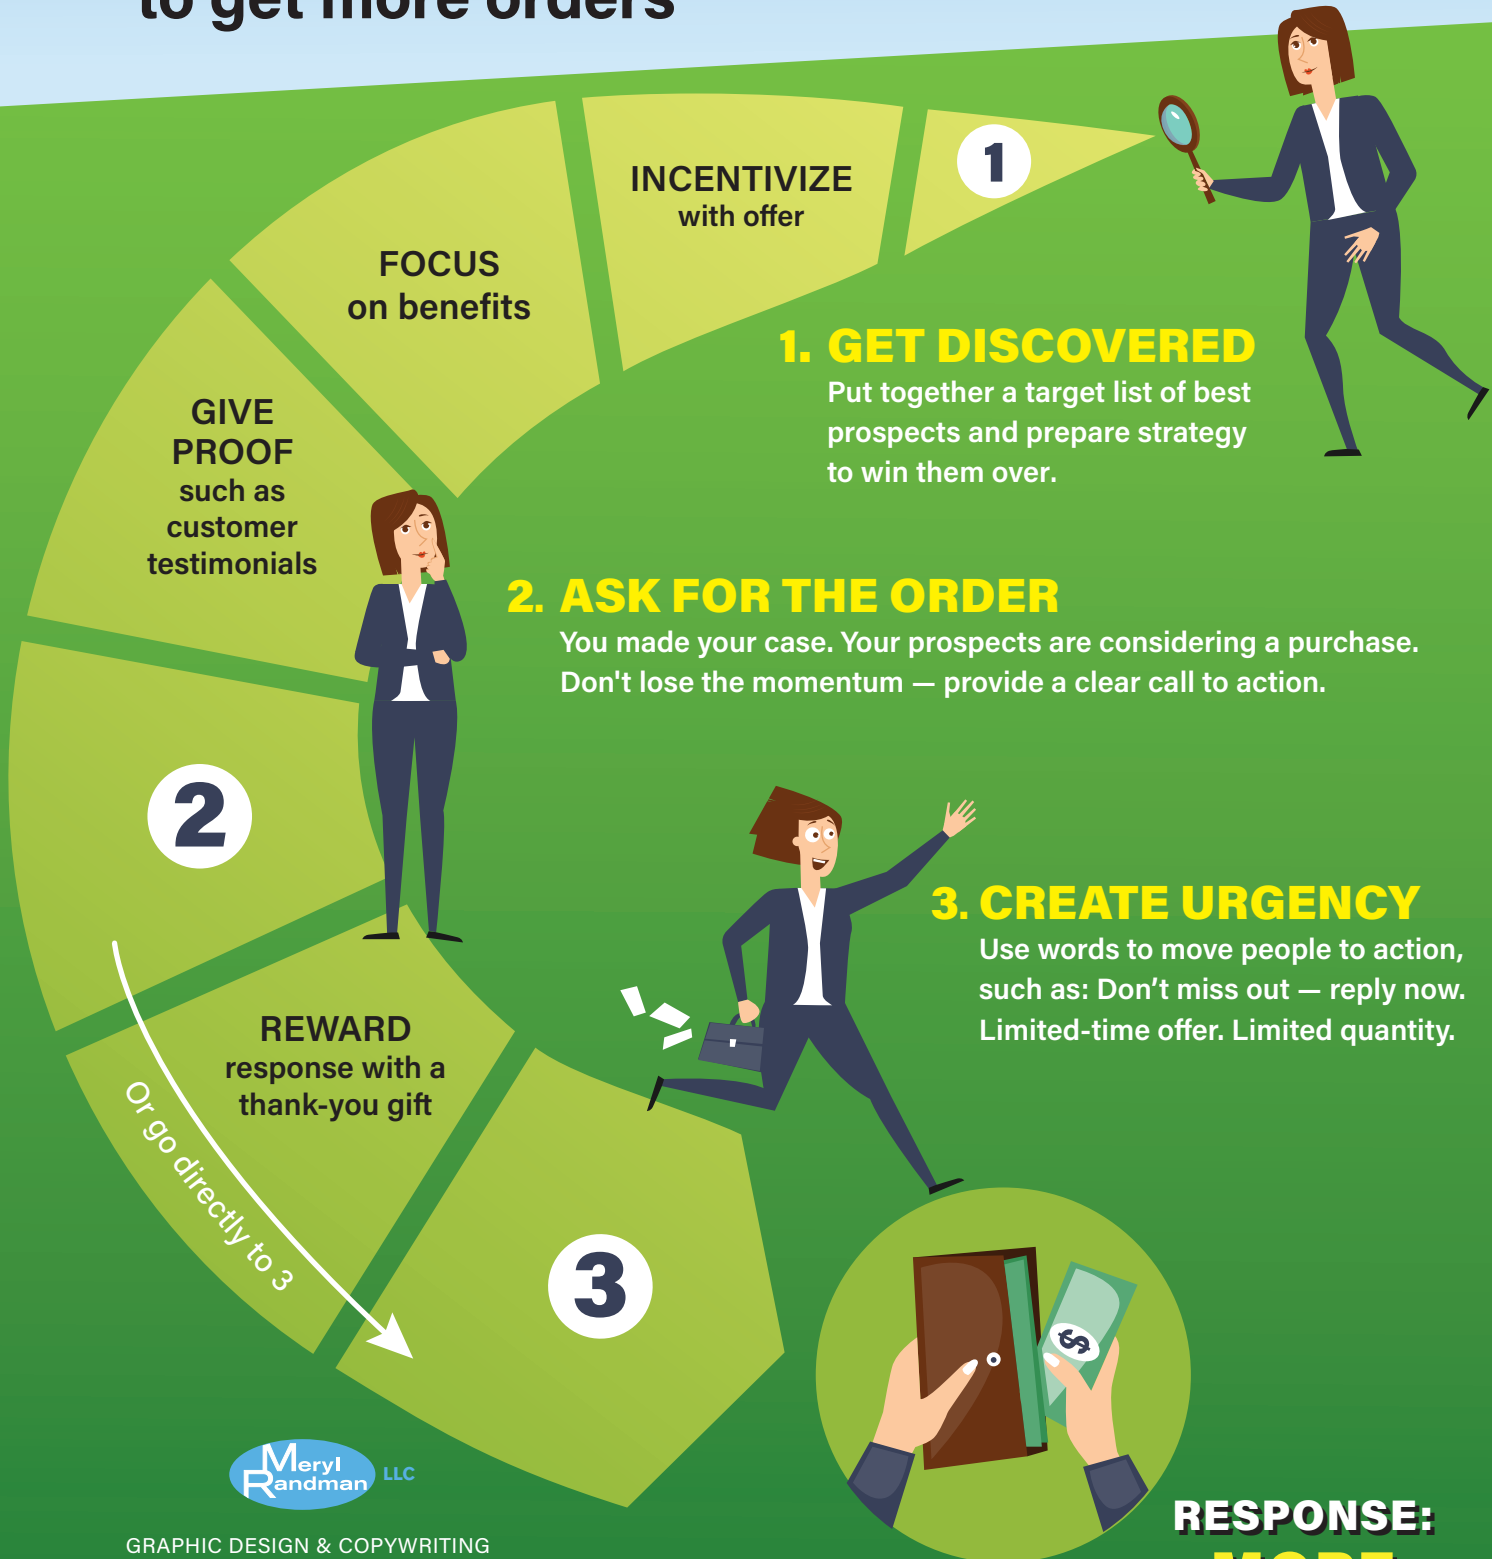 to get more orders
1
INCENTIVIZE
with offer
FOCUS
on benefits
GIVE
PROOF
such as
customer
testimonials
1. GET DISCOVERED
Put together a target list of best
prospects and prepare strategy
to win them over.
2. ASK FOR THE ORDER
You made your case. Your prospects are considering a purchase.
Don't lose the momentum — provide a clear call to action.
2
3. CREATE URGENCY
Use words to move people to action,
such as: Don’t miss out — reply now.
Limited-time offer. Limited quantity.
REWARD
response with a
thank-you gift
Or go directly to 3
3
$
Meryl
Randman LLC
GRAPHIC DESIGN & COPYWRITING
RESPONSE:
MORE